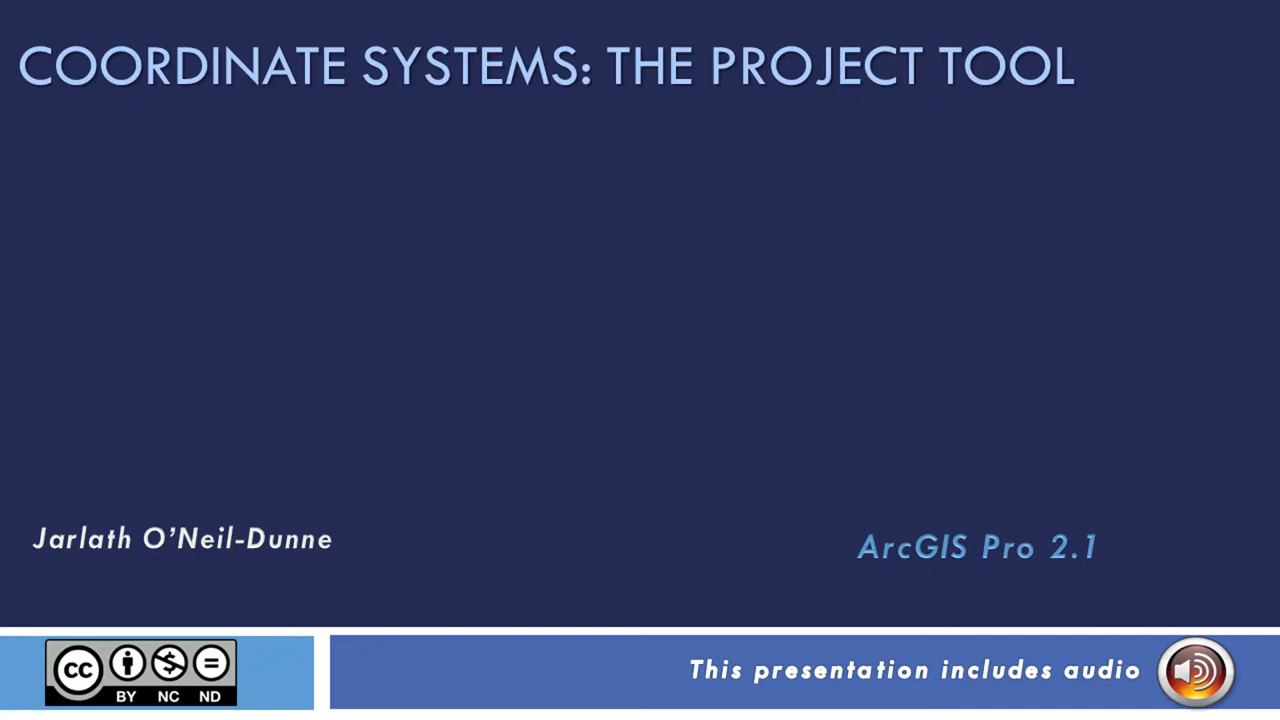 COORDINATE SYSTEMS: THE PROJECT TOOL
Jarlath O’Neil-Dunne
ArcGIS Pro 2.1
cc
BY NC ND
This presentation includes audio